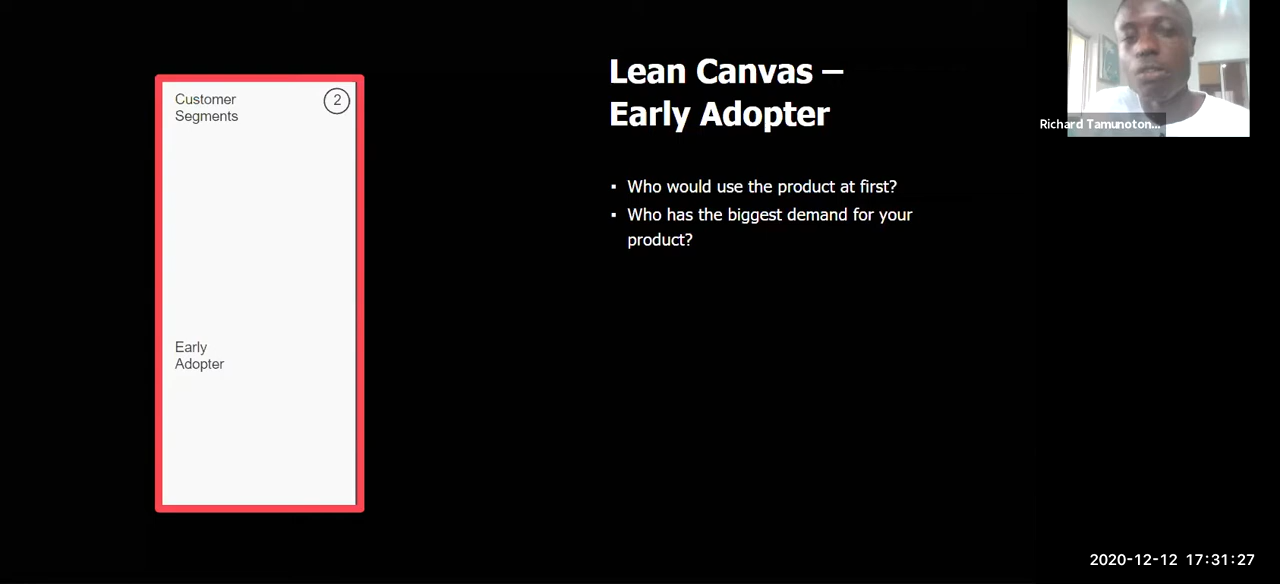 Customer
Segments
2
Early
Adopter
Lean Canvas –
Early Adopter
▪ Who would use the product at first?
▪ Who has the biggest demand for your
product?
Richard Tamunoton...
2020-12-12 17:31:27